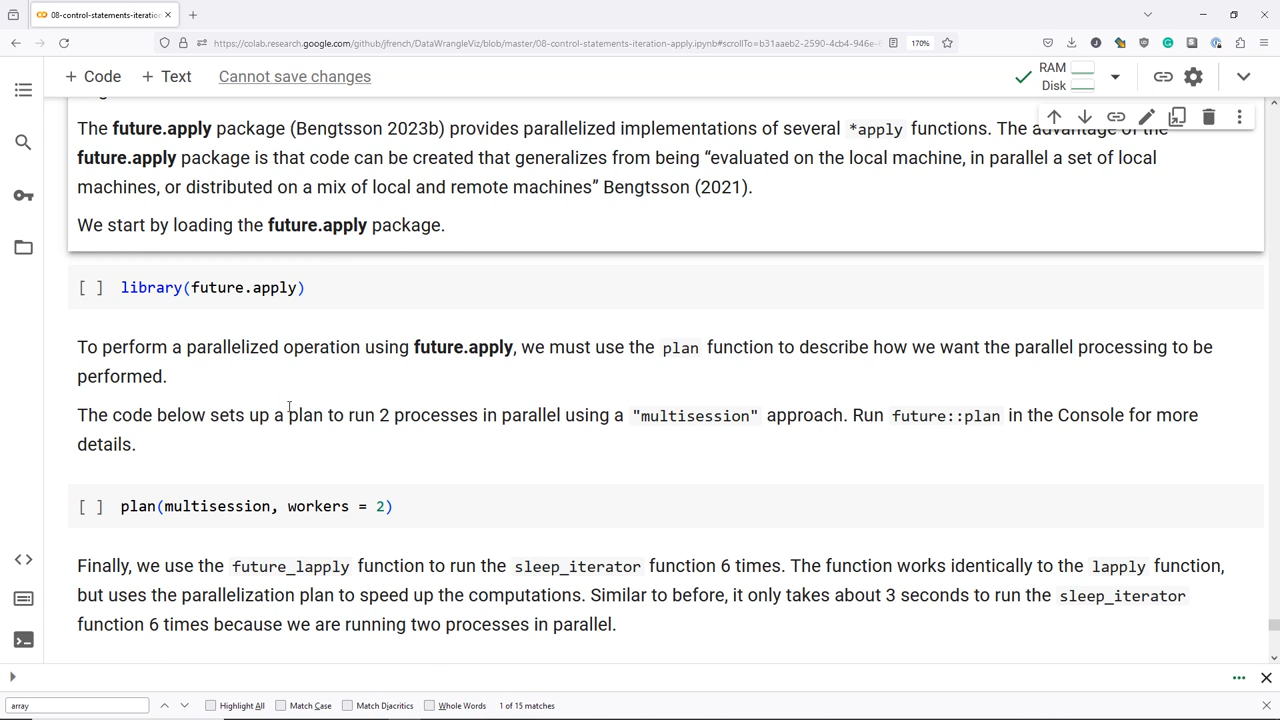 08-control-statements-iteration
https://colab.research.google.com/github/jfrench/DataWrangleViz/blob/master/08-control-statements-iteration-apply.ipynb#scrollTo=b31aaeb2-2590-4cb4-946e-
170%
+ Code + Text Cannot save changes
RAM
Disk
The future.apply package (Bengtsson 2023b) provides parallelized implementations of several *apply functions. The advantage of the
future.apply package is that code can be created that generalizes from being “evaluated on the local machine, in parallel a set of local
machines, or distributed on a mix of local and remote machines” Bengtsson (2021).
We start by loading the future.apply package.
[ ] library(future.apply)
To perform a parallelized operation using future.apply, we must use the plan function to describe how we want the parallel processing to be
performed.
The code below sets up a plan to run 2 processes in parallel using a "multisession" approach. Run future::plan in the Console for more
details.
[ ] plan(multisession, workers = 2)
Finally, we use the future_lapply function to run the sleep_iterator function 6 times. The function works identically to the lapply function,
but uses the parallelization plan to speed up the computations. Similar to before, it only takes about 3 seconds to run the sleep_iterator
function 6 times because we are running two processes in parallel.
array
Highlight All Match Case Match Diacritics Whole Words 1 of 15 matches